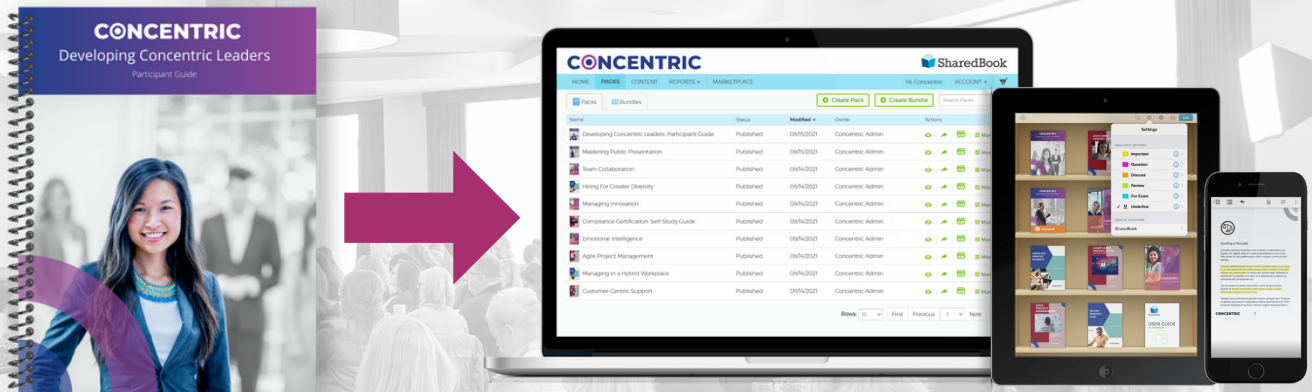 CONCENTRIC
Developing Concentric Leaders
Participant Guide
CONCENTRIC
SharedBook
HOME PACKS CONTENT REPORTS MARKETPLACE Hi, Concentric ACCOUNT
Packs Bundles Create Pack Create Bundle Search Packs
Name Status Modified Owner Actions
Developing Concentric Leaders: Participant Guide Published 09/15/2021 Concentric Admin
Mastering Public Presentation Published 09/15/2021 Concentric Admin
Team Collaboration Published 09/14/2021 Concentric Admin
Hiring For Greater Diversity Published 09/14/2021 Concentric Admin
Managing Innovation Published 09/14/2021 Concentric Admin
Compliance Certification: Self-Study Guide Published 09/14/2021 Concentric Admin
Emotional Intelligence Published 09/14/2021 Concentric Admin
Agile Project Management Published 09/14/2021 Concentric Admin
Managing in a Hybrid Workplace Published 09/14/2021 Concentric Admin
Customer-Centric Support Published 09/14/2021 Concentric Admin
Rows: 10 First Previous 1 Next
Settings
Important
Question
Discuss
Review
For Exam
Underline
SharedBook
USER GUIDE
CONCENTRIC